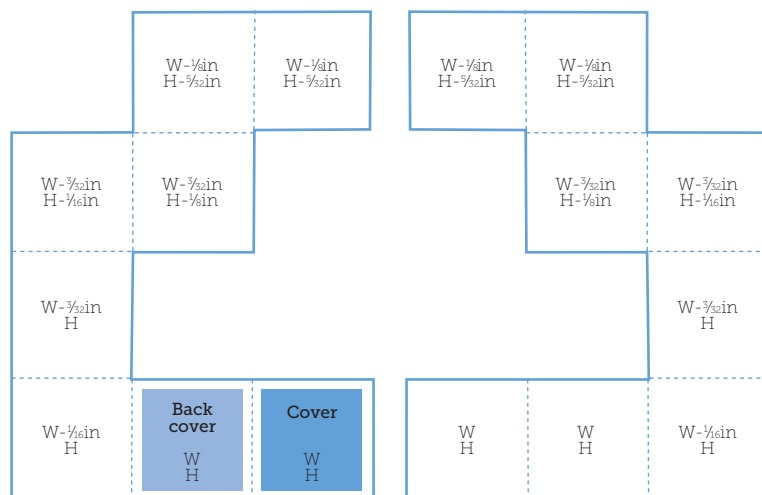 W-⅛in
H-5/32in
W-⅛in
H-5/32in
W-⅛in
H-5/32in
W-⅛in
H-5/32in
W-3/32in
H-1/16in
W-3/32in
H-⅛in
W-3/32in
H-⅛in
W-3/32in
H-1/16in
W-3/32in
H
W-3/32in
H
W-1/16in
H
Back
cover
W
H
Cover
W
H
W
H
W
H
W-1/16in
H